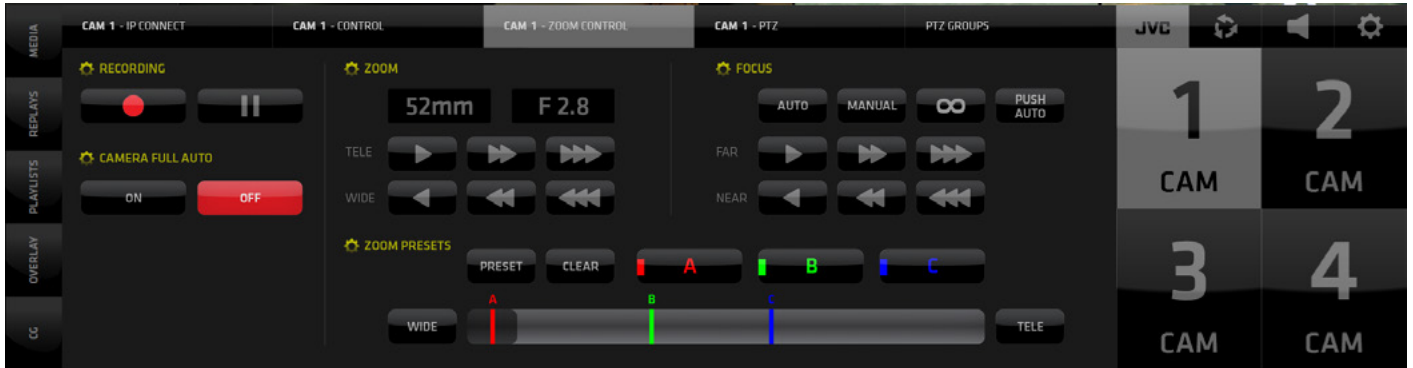 CAM 1 - IP CONNECT
CAM 1 - CONTROL
CAM 1 - ZOOM CONTROL
CAM 1 - PTZ
PTZ GROUPS
JVC
MEDIA
REPLAYS
PLAYLISTS
OVERLAY
CG
RECORDING
CAMERA FULL AUTO
ON
OFF
ZOOM
52mm
F 2.8
TELE
WIDE
FOCUS
AUTO
MANUAL
∞
PUSH
AUTO
FAR
NEAR
ZOOM PRESETS
PRESET
CLEAR
A
B
C
A
B
C
WIDE
TELE
1
CAM
2
CAM
3
CAM
4
CAM